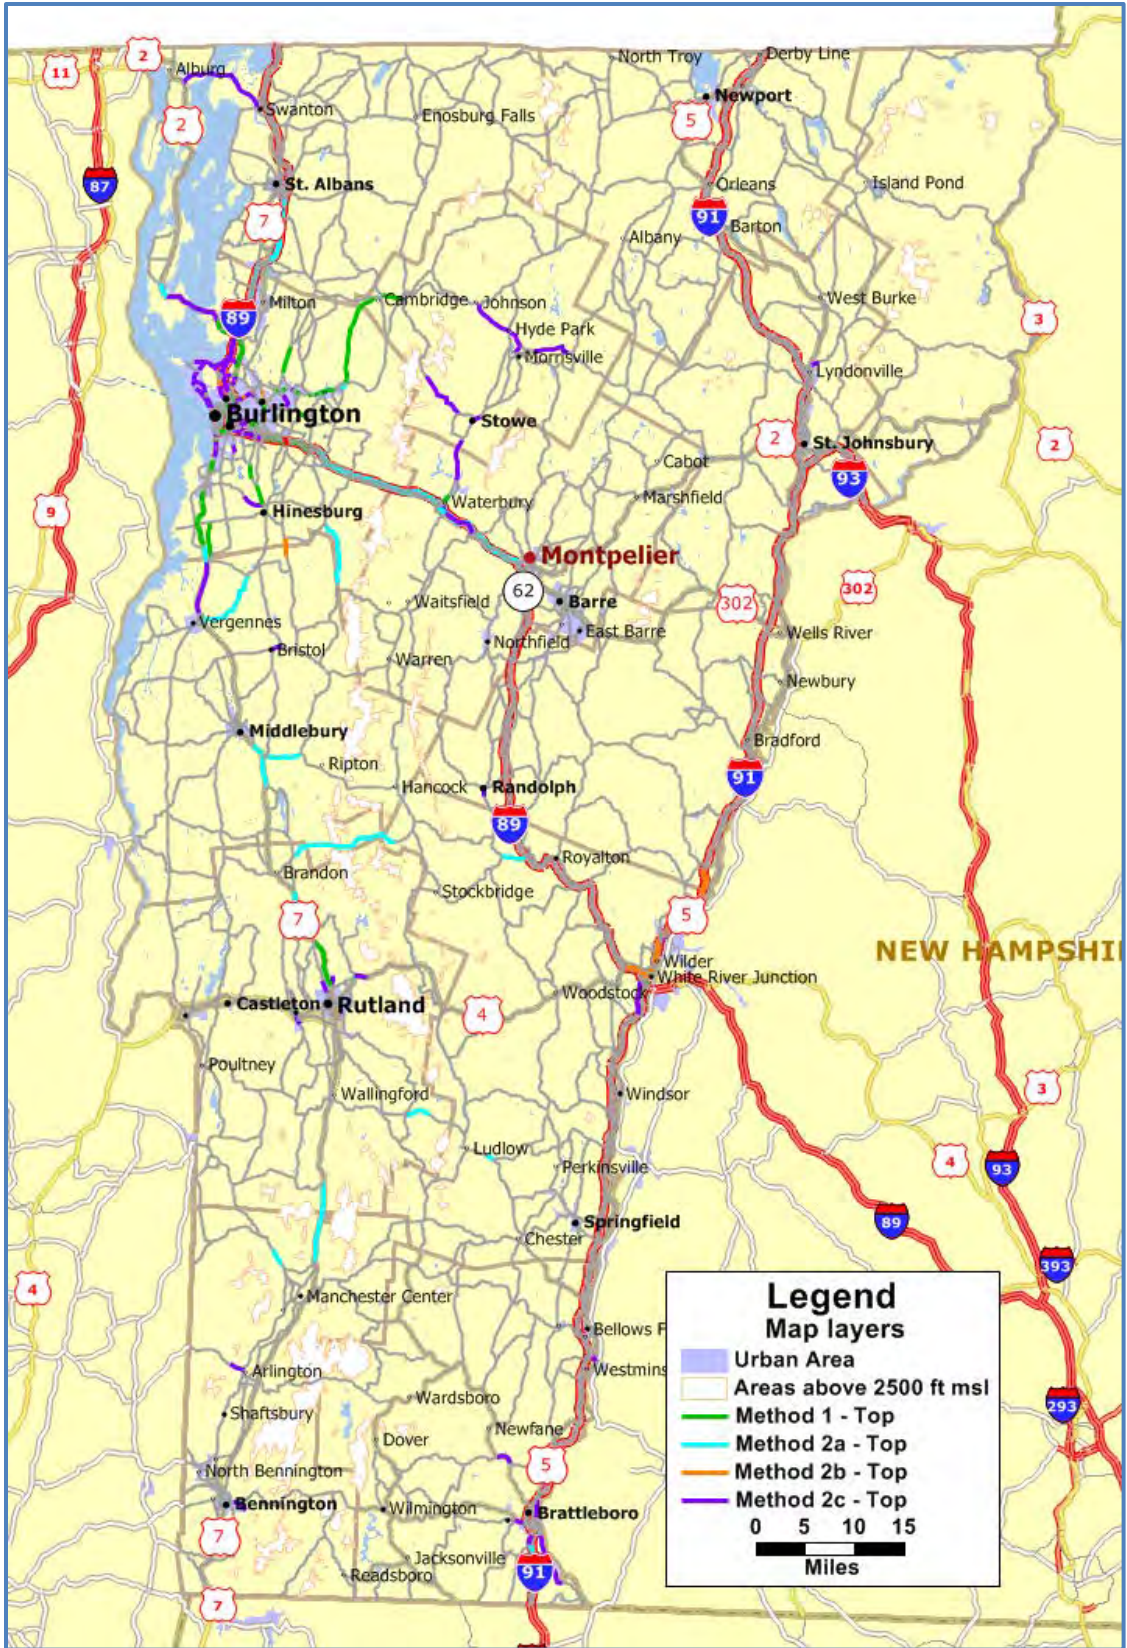 2
11
Alburg
North Troy
Derby Line
Newport
Swanton
Enosburg Falls
2
5
87
St. Albans
Orleans
Island Pond
7
91
Barton
Albany
Milton
Cambridge
Johnson
West Burke
89
Hyde Park
3
Morrisville
Lyndonville
Burlington
Stowe
2
St. Johnsbury
2
Cabot
93
Waterbury
Marshfield
9
Hinesburg
Montpelier
62
302
302
Waitsfield
Barre
Vergennes
East Barre
Wells River
Northfield
Bristol
Warren
Newbury
Middlebury
Bradford
Ripton
91
Hancock
Randolph
89
Royalton
Brandon
Stockbridge
7
5
NEW HAMPSHI
Wilder
White River Junction
Woodstock
Castleton
Rutland
4
Poultney
Wallingford
Windsor
3
Ludlow
4
93
Perkinsville
Springfield
89
Chester
393
4
Manchester Center
Bellows F
Westmins
Arlington
Wardsboro
Shaftsbury
Newfane
Dover
5
293
North Bennington
Bennington
Wilmington
Brattleboro
7
Jacksonville
91
Readsboro
7
Legend
Map layers
Urban Area
Areas above 2500 ft msl
Method 1 - Top
Method 2a - Top
Method 2b - Top
Method 2c - Top
0 5 10 15
Miles